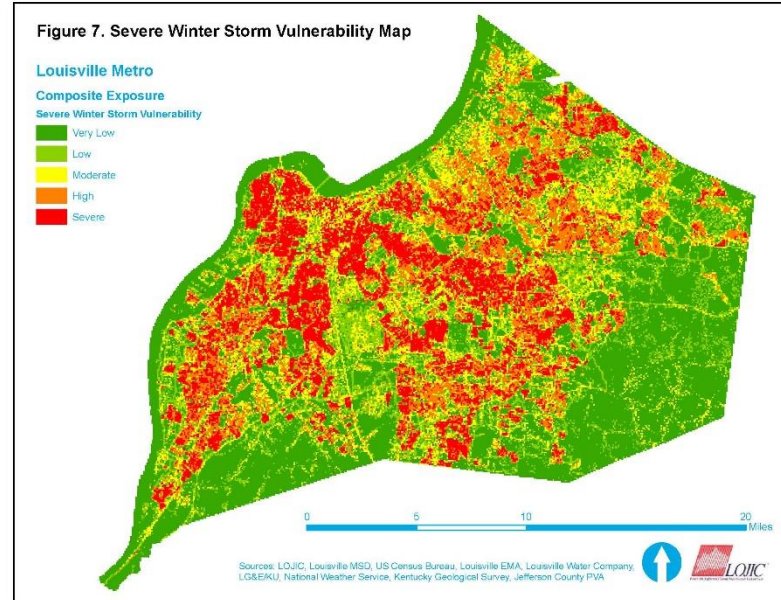 Figure 7. Severe Winter Storm Vulnerability Map
Louisville Metro
Composite Exposure
Severe Winter Storm Vulnerability
Very Low
Low
Moderate
High
Severe
0
10
20
Miles
Sources: LOJIC, Louisville MSD, US Census Bureau, Louisville EMA, Louisville Water Company,
LG&E/KU, National Weather Service, Kentucky Geological Survey, Jefferson County PVA
LOJIC